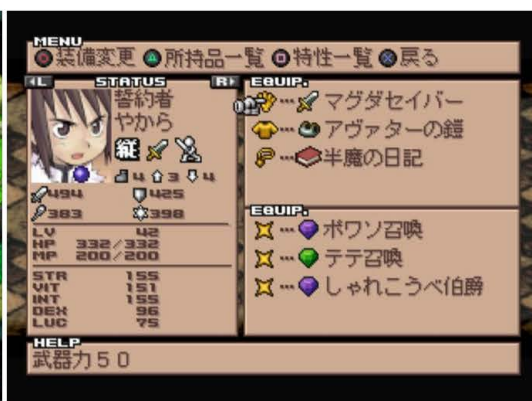 MENU
装備変更 所持品一覧 特性一覧 戻る
L STATUS R
誓約者
やから
縦
4 3 4
494 425
383 398
LV 42
HP 332/332
MP 200/200
STR 155
VIT 151
INT 155
DEX 96
LUC 75
EQUIP.
…マグダセイバー
…アヴァターの鎧
…半魔の日記
EQUIP.
…ポワソ召喚
…テテ召喚
…しゃれこうべ伯爵
HELP
武器力50